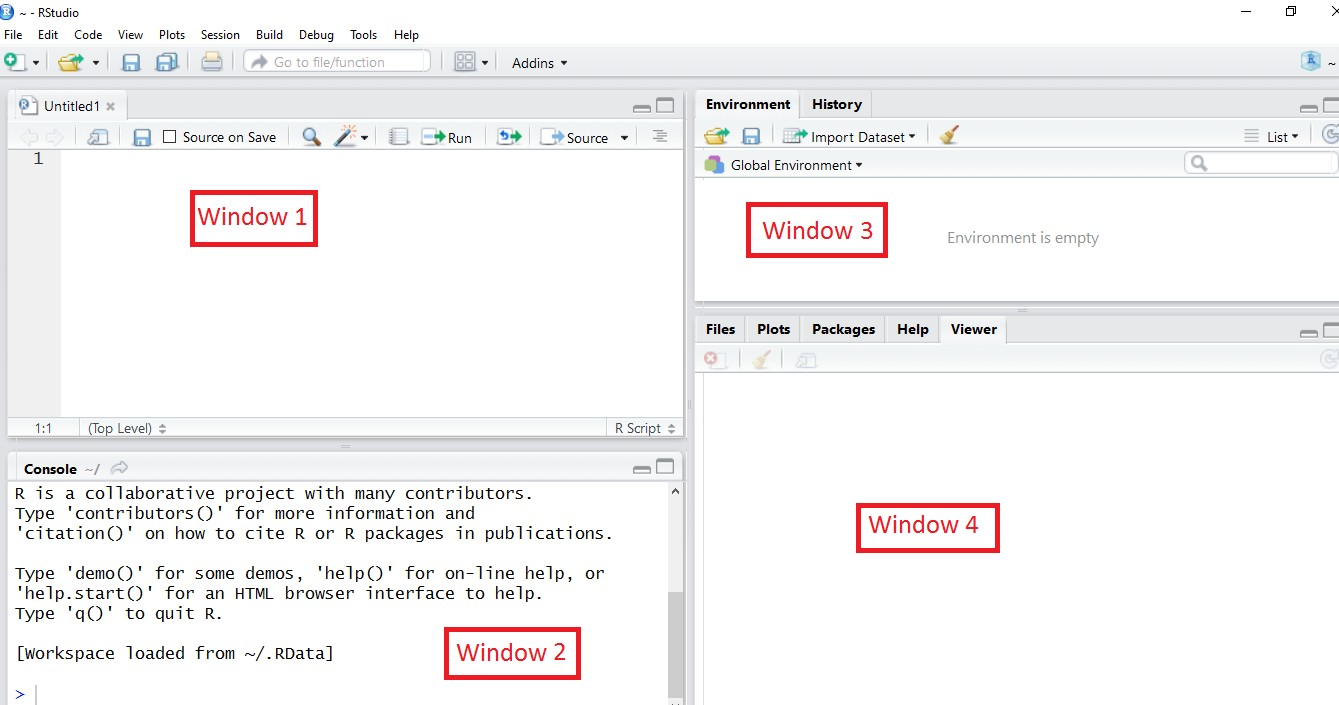 ~ - RStudio
File Edit Code View Plots Session Build Debug Tools Help
Go to file/function Addins ~
Untitled1
Source on Save Run Source
1
Window 1
1:1 (Top Level) R Script
Console ~/
R is a collaborative project with many contributors.
Type 'contributors()' for more information and
'citation()' on how to cite R or R packages in publications.
Type 'demo()' for some demos, 'help()' for on-line help, or
'help.start()' for an HTML browser interface to help.
Type 'q()' to quit R.
[Workspace loaded from ~/.RData]
Window 2
>
Environment History
Import Dataset List
Global Environment
Window 3
Environment is empty
Files Plots Packages Help Viewer
Window 4